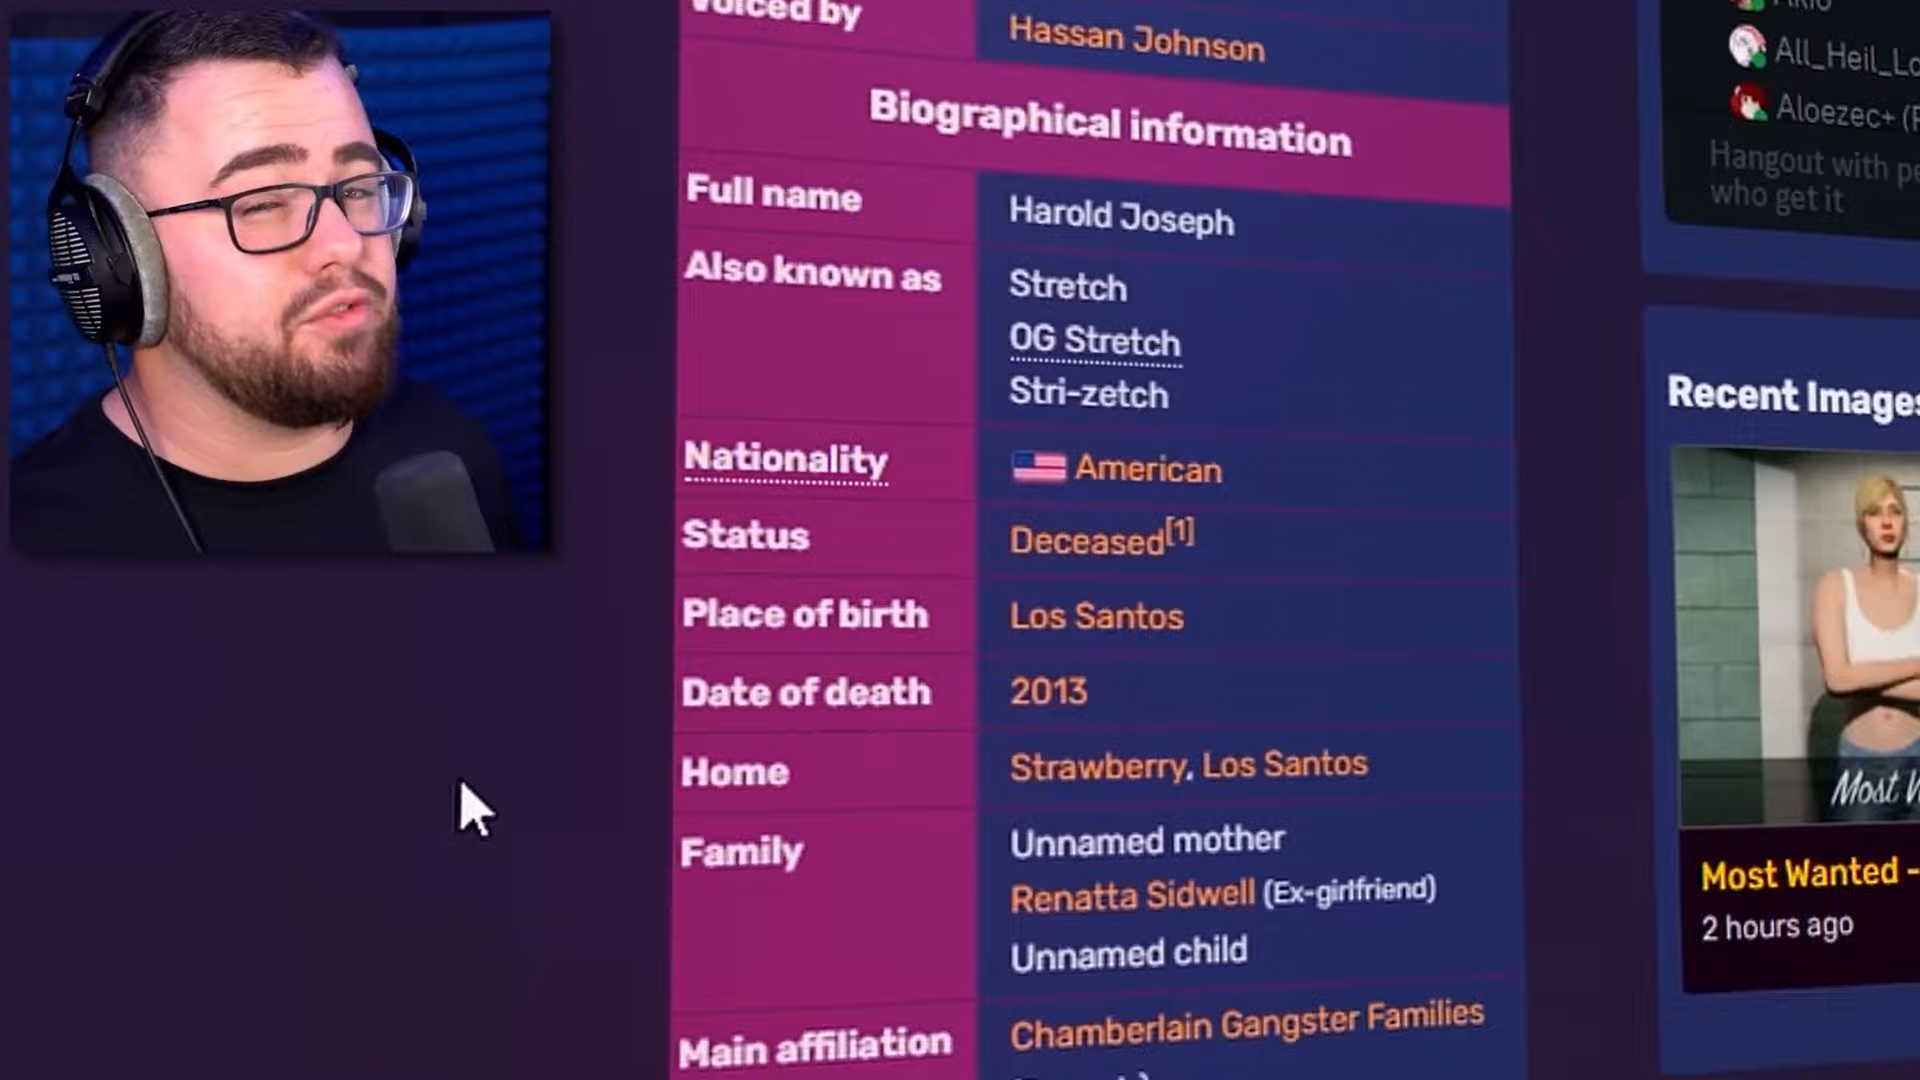 Voiced by
Hassan Johnson
Biographical information
Full name
Harold Joseph
Also known as
Stretch
OG Stretch
Stri-zetch
Nationality
American
Status
Deceased[1]
Place of birth
Los Santos
Date of death
2013
Home
Strawberry, Los Santos
Family
Unnamed mother
Renatta Sidwell (Ex-girlfriend)
Unnamed child
Main affiliation
Chamberlain Gangster Families
All_Heil_Lo
Aloezec+ (F
Hangout with pe
who get it
Recent Images
Most W
Most Wanted -
2 hours ago